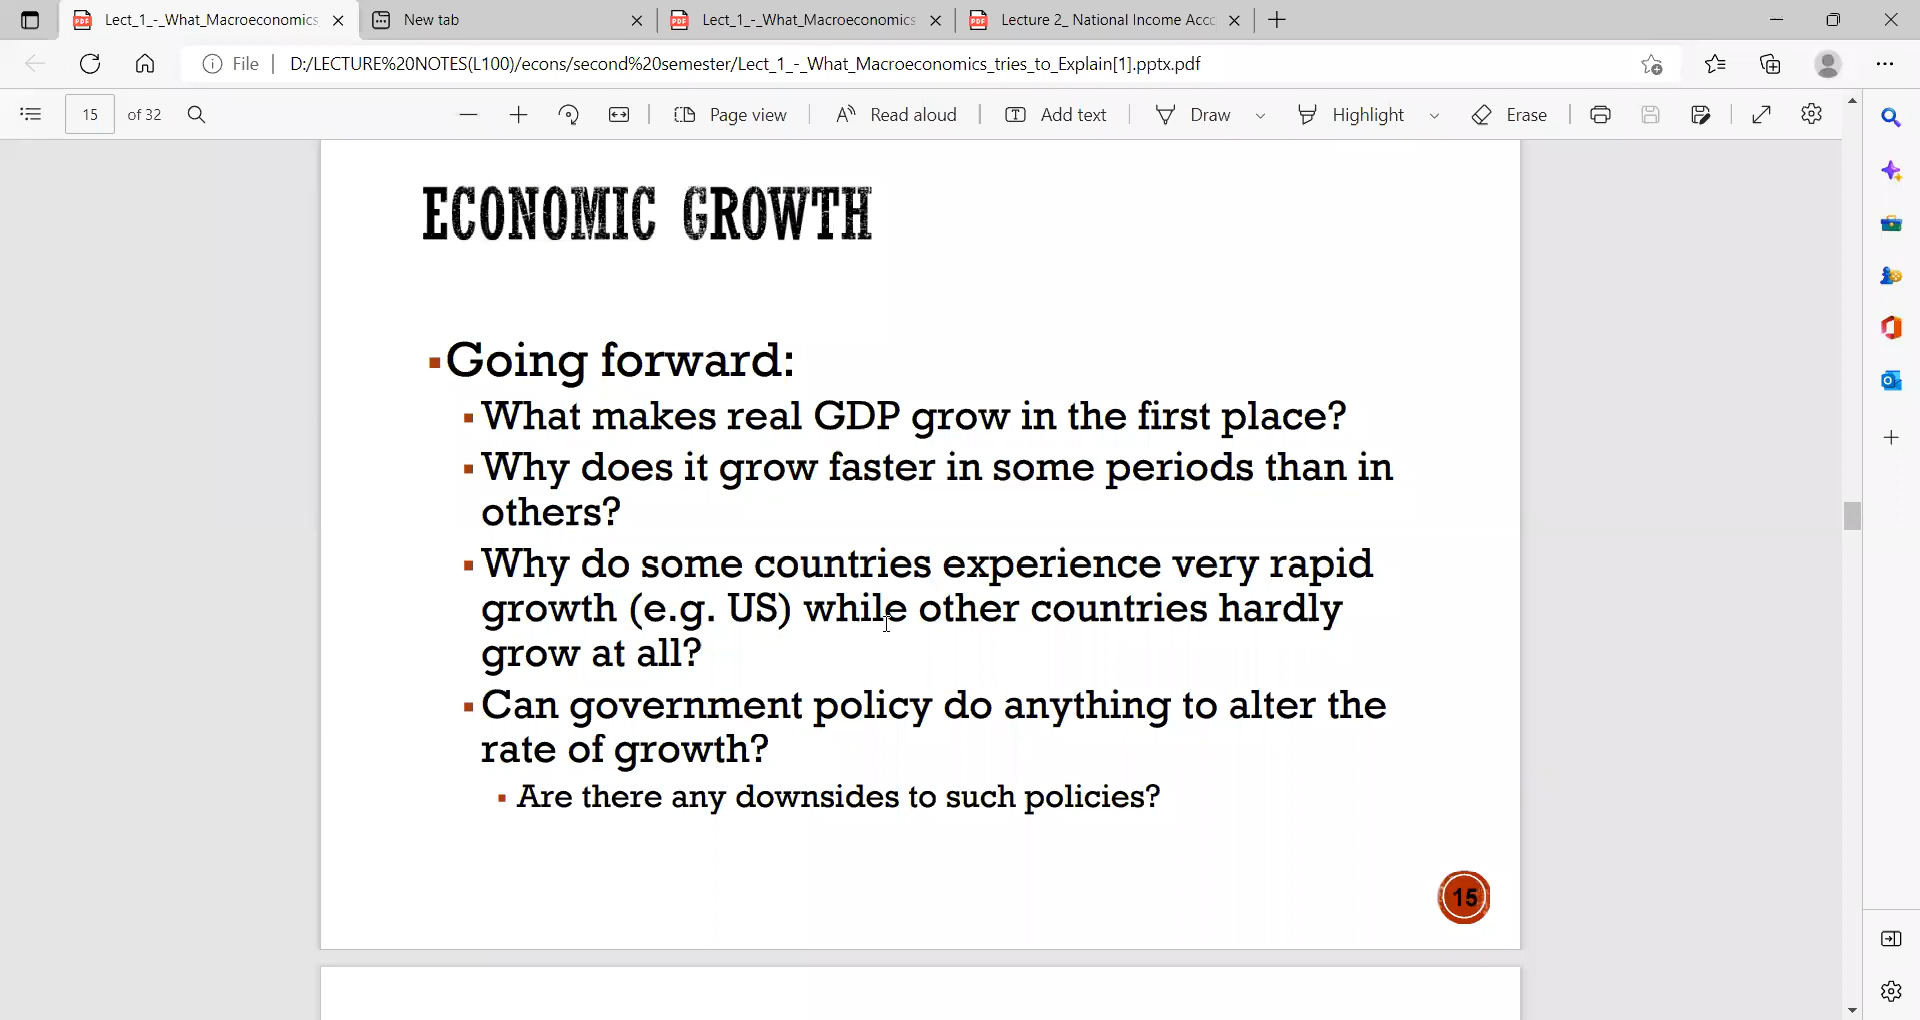 Lect_1_-_What_Macroeconomics
New tab
Lect_1_-_What_Macroeconomics
Lecture 2_ National Income Acc
File
D:/LECTURE%20NOTES(L100)/econs/second%20semester/Lect_1_-_What_Macroeconomics_tries_to_Explain[1].pptx.pdf
15 of 32
Page view
Read aloud
Add text
Draw
Highlight
Erase
ECONOMIC GROWTH
Going forward:
What makes real GDP grow in the first place?
Why does it grow faster in some periods than in
others?
Why do some countries experience very rapid
growth (e.g. US) while other countries hardly
grow at all?
Can government policy do anything to alter the
rate of growth?
Are there any downsides to such policies?
15